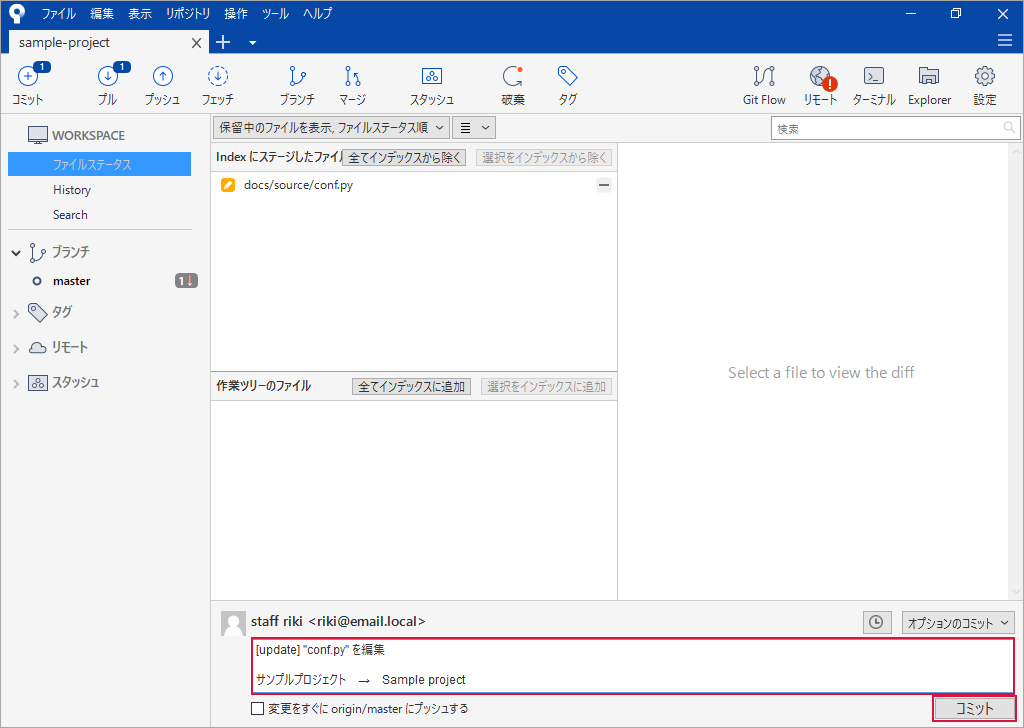 ファイル 編集 表示 リポジトリ 操作 ツール ヘルプ
sample-project
1 1
コミット プル プッシュ フェッチ ブランチ マージ スタッシュ 破棄 タグ Git Flow リモート ターミナル Explorer 設定
WORKSPACE
ファイルステータス
History
Search
ブランチ
master 1↓
タグ
リモート
スタッシュ
保留中のファイルを表示, ファイルステータス順
検索
Index にステージしたファイル 全てインデックスから除く 選択をインデックスから除く
docs/source/conf.py
作業ツリーのファイル 全てインデックスに追加 選択をインデックスに追加
Select a file to view the diff
staff riki <riki@email.local>
オプションのコミット
[update] "conf.py" を編集
サンプルプロジェクト → Sample project
変更をすぐに origin/master にプッシュする
コミット